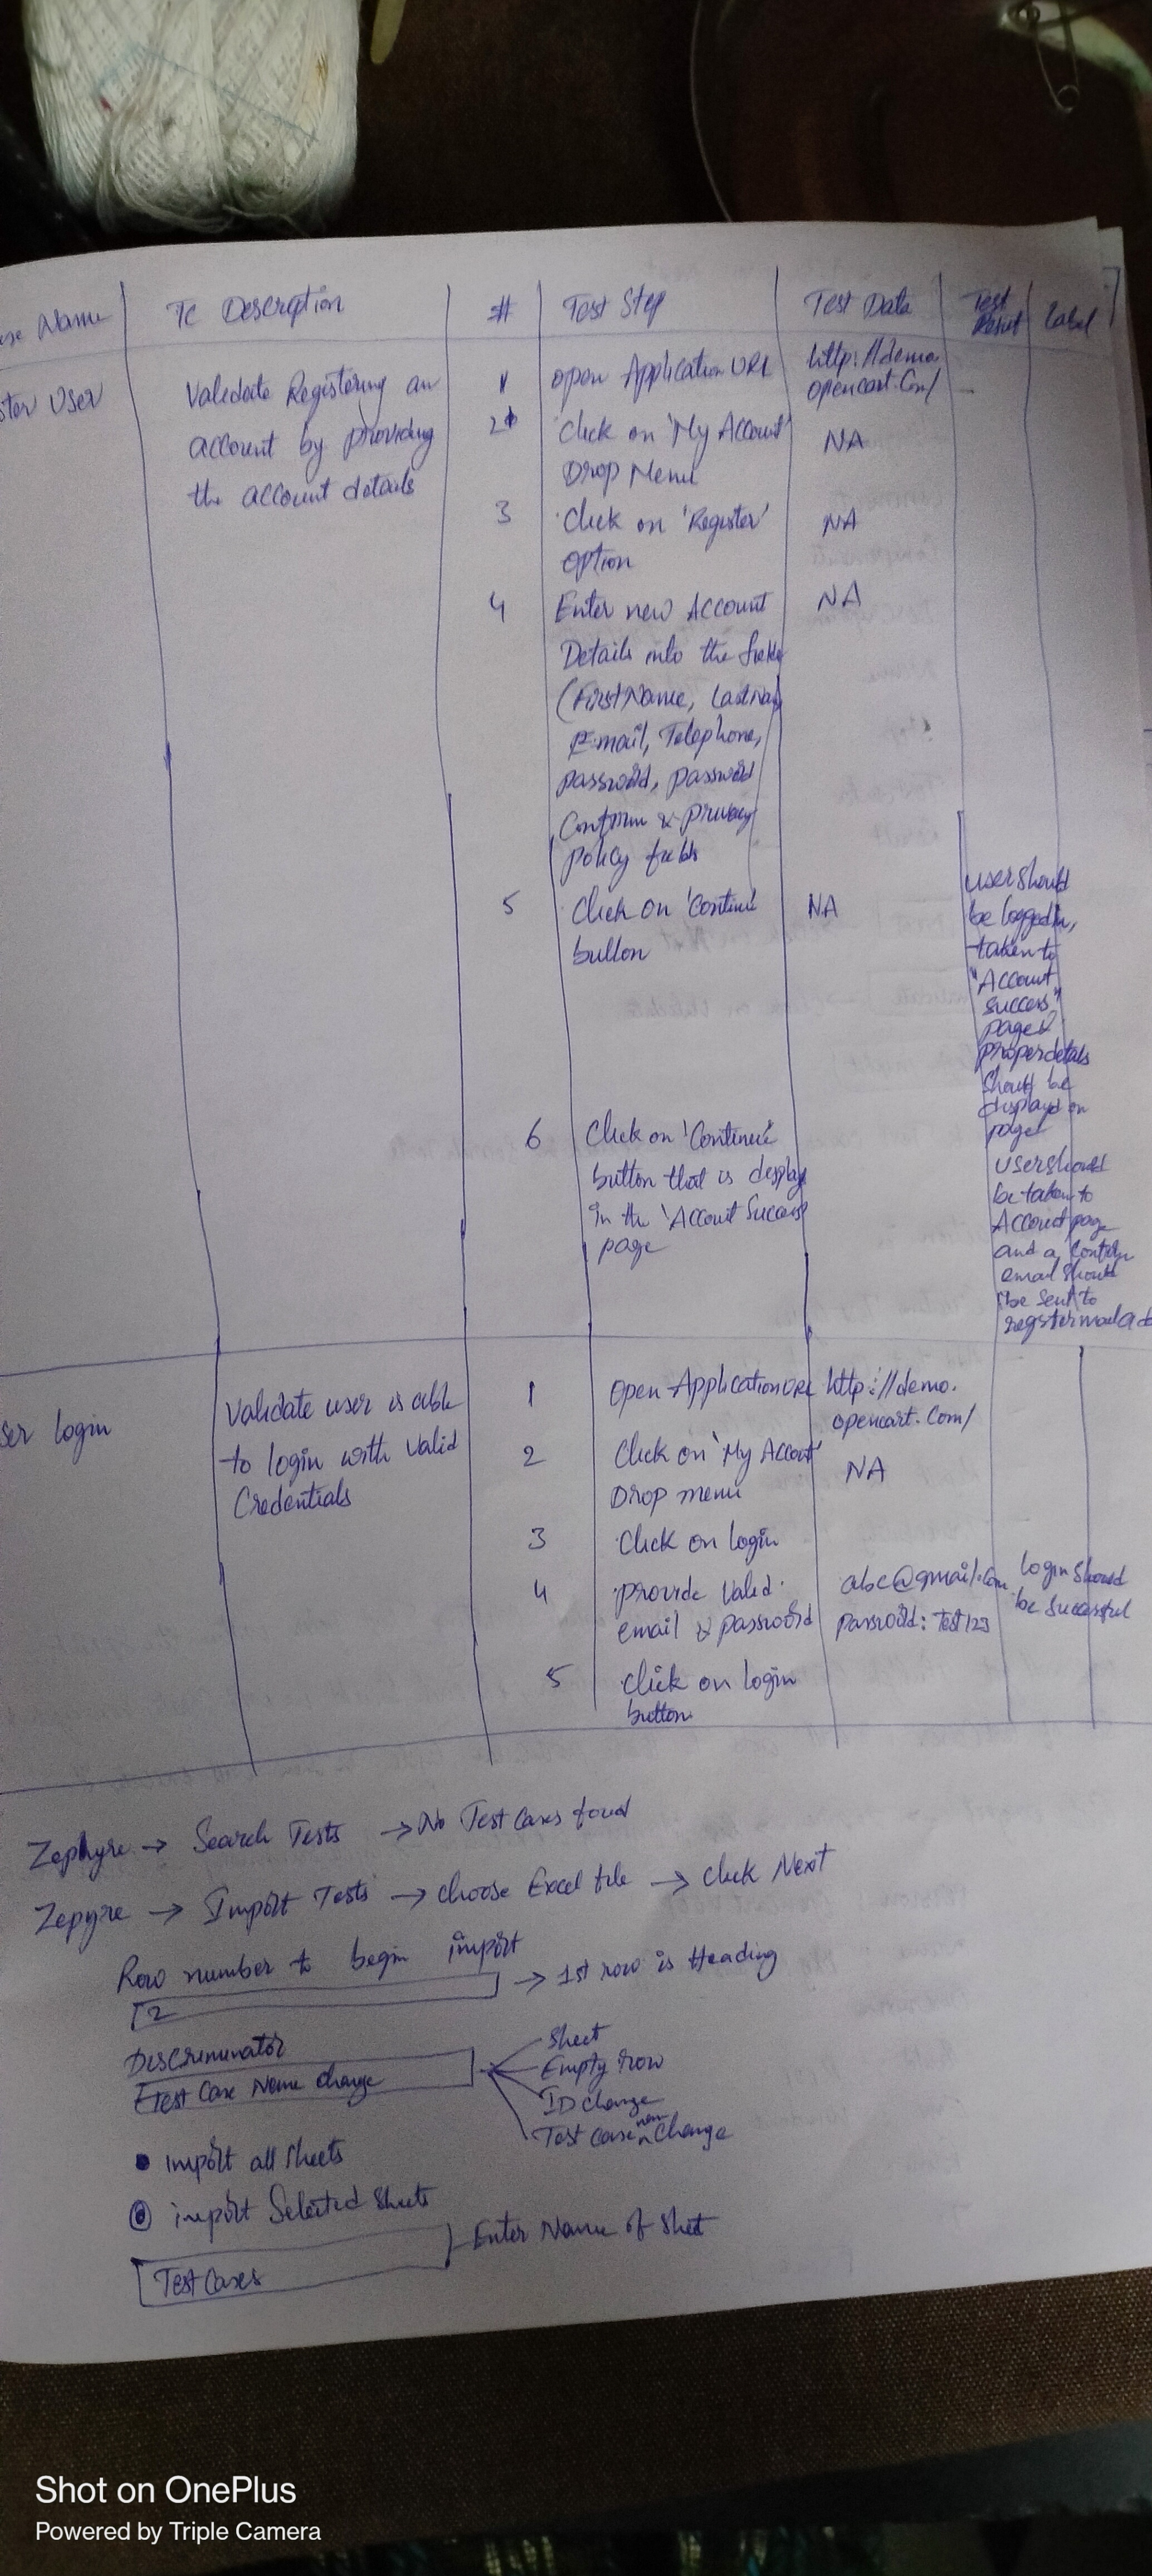 se Name TC Description # Test Step Test Data Test Result Label
ster User Validate Registering an 1 open Application URL http://demo
opencart.Com/
account by providing 2 click on 'My Account' NA
the account details Drop Menu
3 Click on 'Register' NA
option
4 Enter new Account NA
Details into the fields
(First Name, Last Nam
E-mail, Telephone,
password, password
Confirm & privacy
policy fields
5 Click on 'Continue' NA
button
user should
be logged in,
taken to
"Account
success"
page &
proper details
should be
displayed on
page
6 Click on 'Continue'
button that is display
in the 'Account Success
page
user should
be taken to
Account page
and a Confirm
email should
be sent to
register mail ad
ser login Validate user is able 1 Open Application URL http://demo.
opencart.Com/
to login with valid 2 Click on 'My Account' NA
Credentials Drop menu
3 Click on login
4 provide valid abc@gmail.com login should
email & password password: Test123 be successful
5 click on login
button
Zephyre → Search Tests → No Test Cases found
Zepyre → Import Tests → choose Excel file → click Next
Row number to begin import
2 → 1st row is Heading
Discriminator
Test Case Name Change
Sheet
Empty row
ID change
Test case name Change
import all sheets
import Selected Sheets
Test Cases Enter Name of Sheet
Shot on OnePlus
Powered by Triple Camera